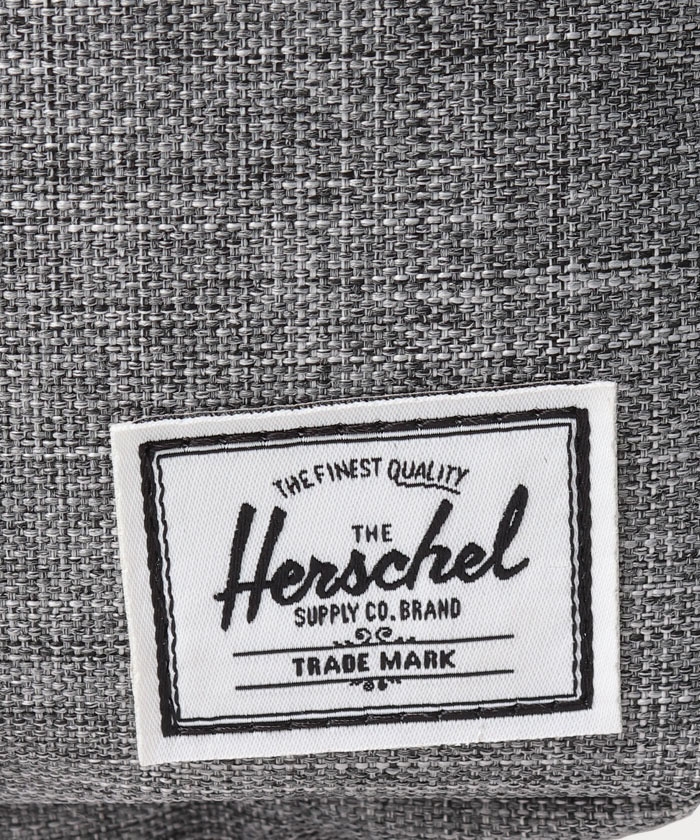 THE FINEST QUALITY
THE
Herschel
SUPPLY CO. BRAND
TRADE MARK